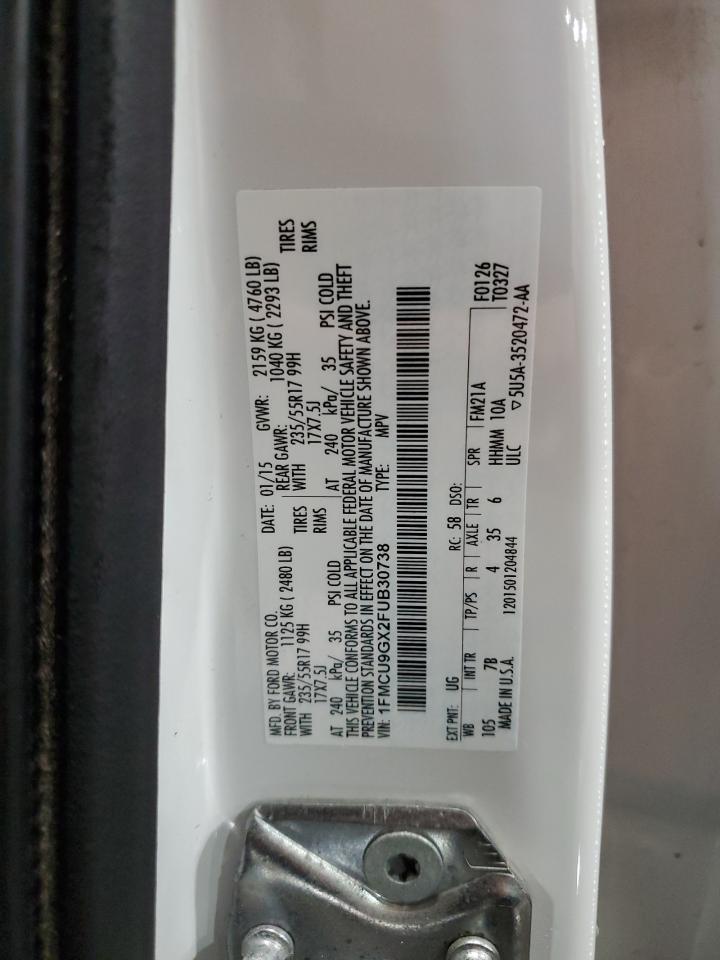 MFD. BY FORD MOTOR CO. DATE: 01/15 GVWR: 2159 KG ( 4760 LB)
FRONT GAWR: 1125 KG ( 2480 LB) REAR GAWR: 1040 KG ( 2293 LB)
WITH 235/55R17 99H TIRES WITH 235/55R17 99H TIRES
17X7.5J RIMS 17X7.5J RIMS
AT 240 kPa/ 35 PSI COLD AT 240 kPa/ 35 PSI COLD
THIS VEHICLE CONFORMS TO ALL APPLICABLE FEDERAL MOTOR VEHICLE SAFETY AND THEFT
PREVENTION STANDARDS IN EFFECT ON THE DATE OF MANUFACTURE SHOWN ABOVE.
VIN: 1FMCU9GX2FUB30738 TYPE: MPV
F0126
T0327
EXT PNT: UG RC: 58 DSO:
WB INT TR TP/PS R AXLE TR SPR FM21A
105 7B 4 35 6 HHMM 10A
MADE IN U.S.A. 1201501204844 ULC
▽5U5A-3520472-AA